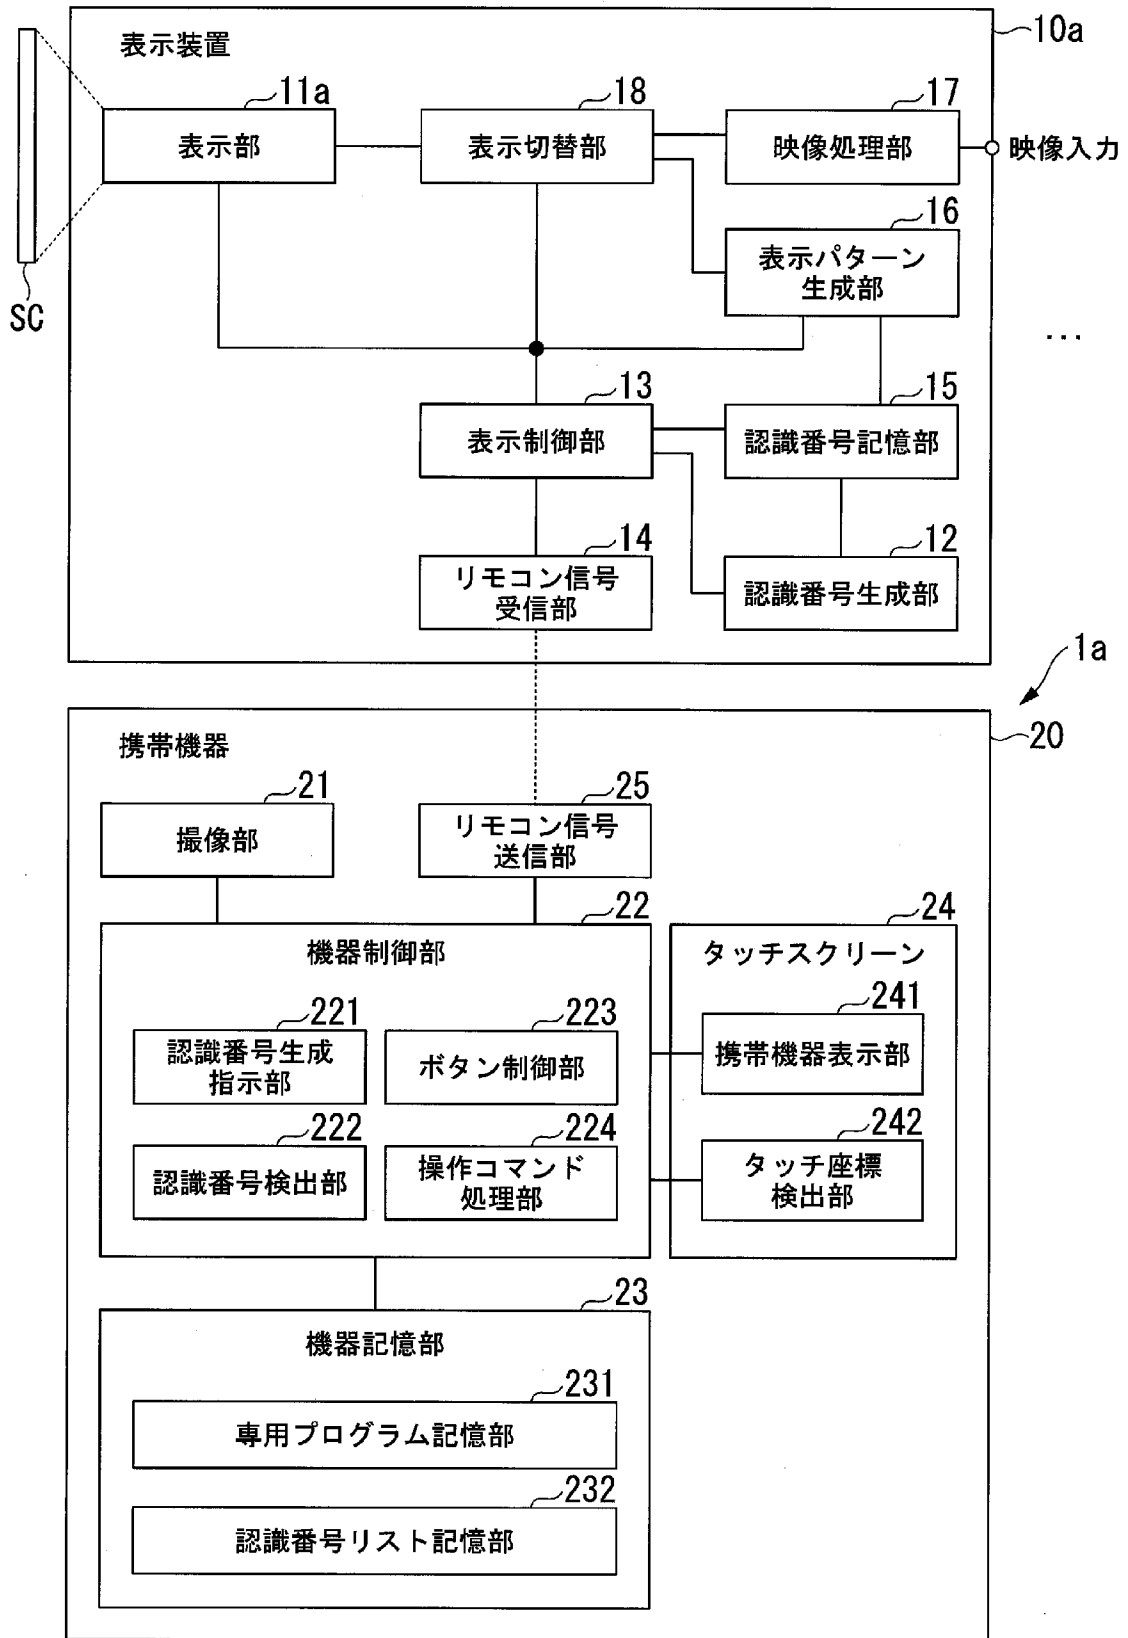 表示装置
10a
11a
18
17
表示部
表示切替部
映像処理部
映像入力
16
表示パターン
生成部
SC
...
13
15
表示制御部
認識番号記憶部
14
12
リモコン信号
受信部
認識番号生成部
1a
20
携帯機器
21
25
撮像部
リモコン信号
送信部
22
24
機器制御部
タッチスクリーン
221
223
241
認識番号生成
指示部
ボタン制御部
携帯機器表示部
222
224
242
認識番号検出部
操作コマンド
処理部
タッチ座標
検出部
23
機器記憶部
231
専用プログラム記憶部
232
認識番号リスト記憶部